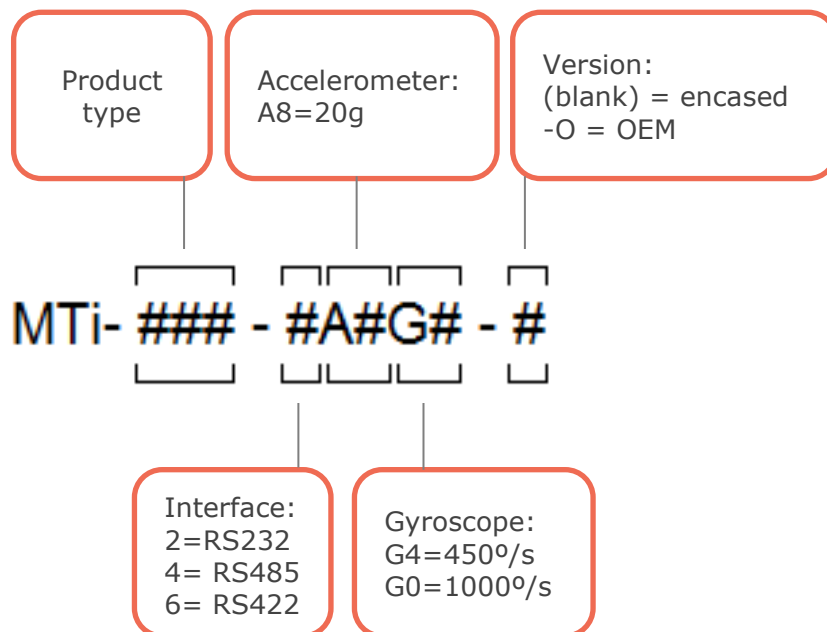 Product
type
Accelerometer:
A8=20g
Version:
(blank) = encased
-O = OEM
MTi- ### - #A#G# - #
Interface:
2=RS232
4= RS485
6= RS422
Gyroscope:
G4=450º/s
G0=1000º/s